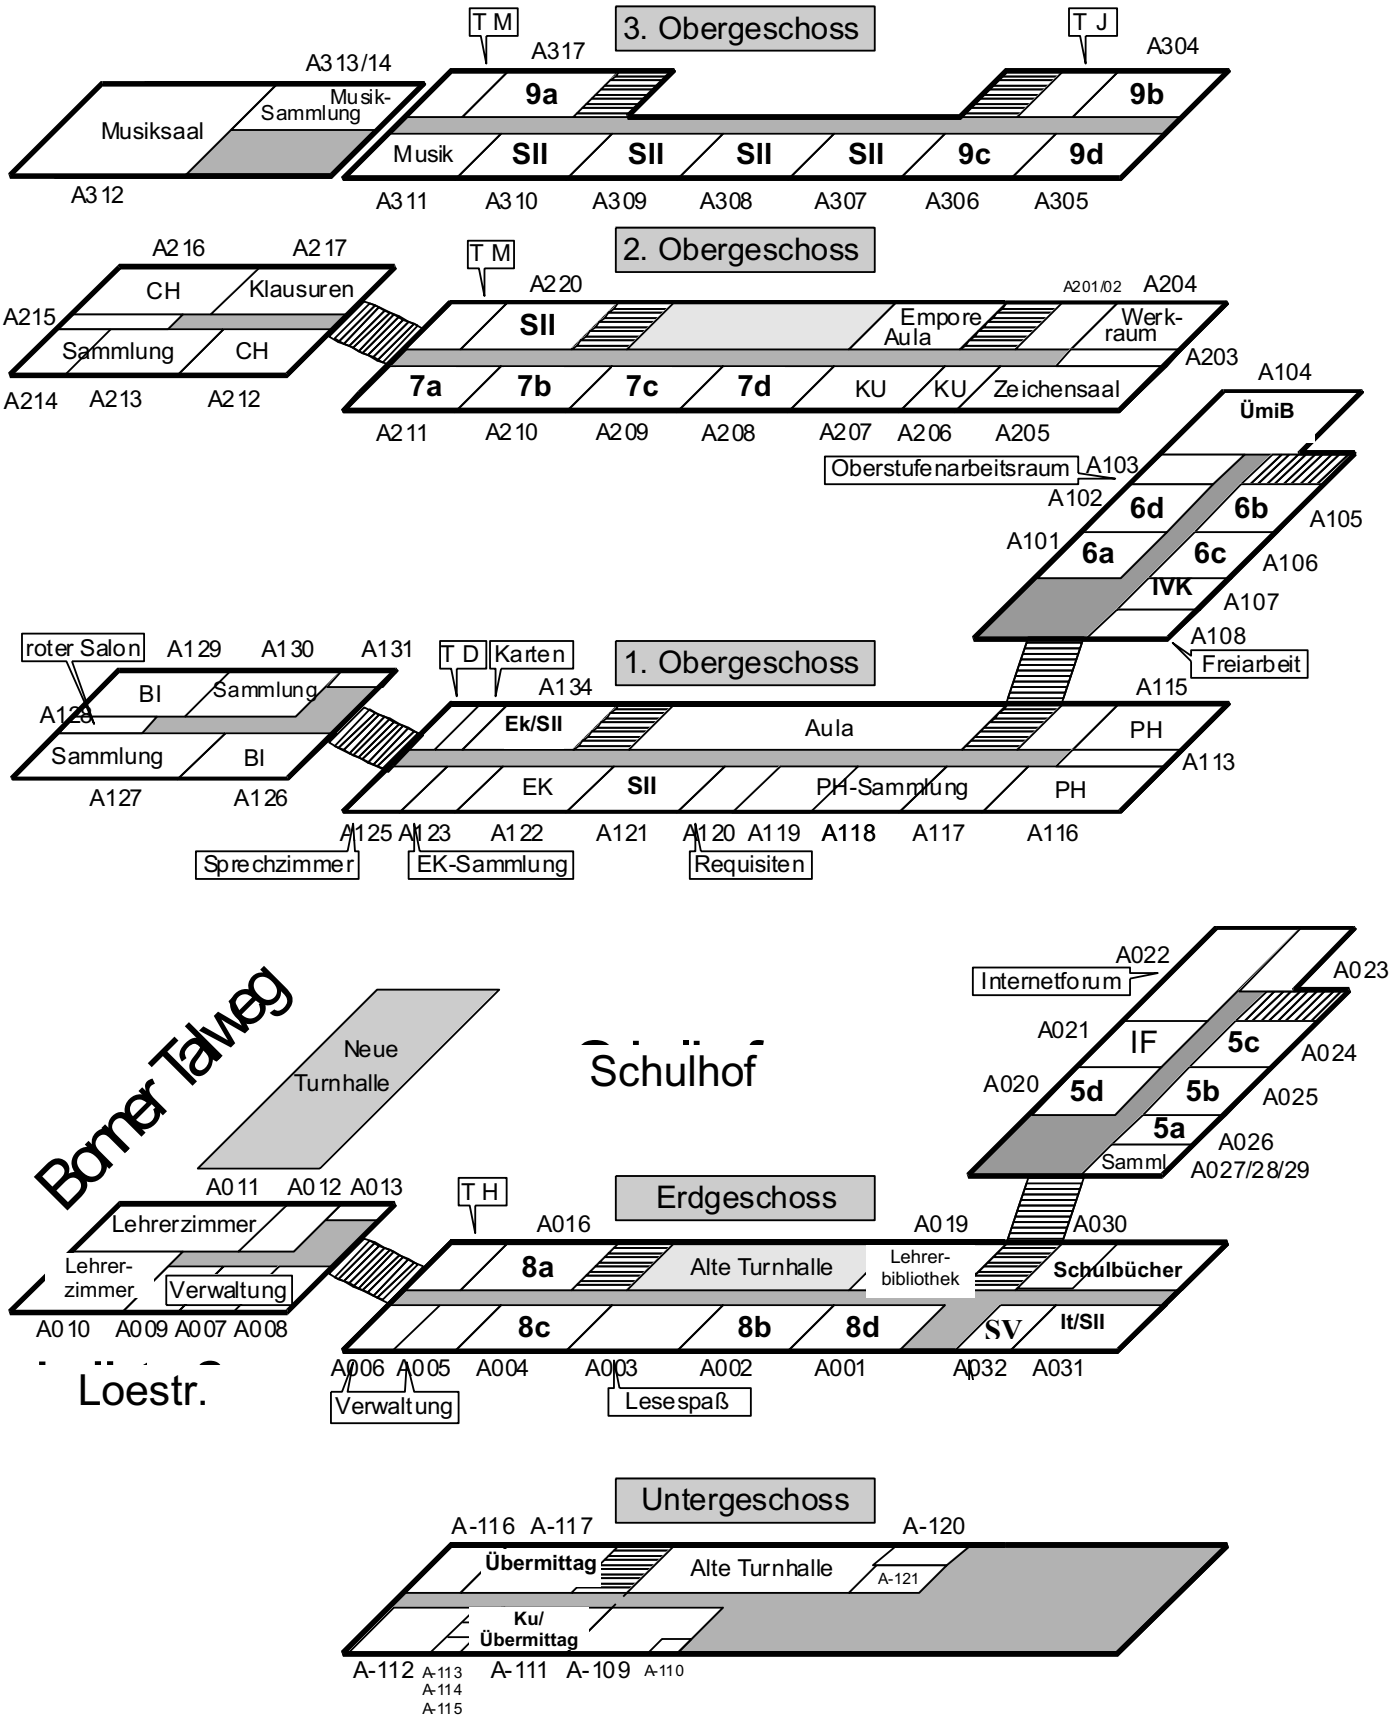 T M
3. Obergeschoss
T J
A313/14
A317
A304
Musik-
Sammlung
Musiksaal
9a
9b
Musik
SII
SII
SII
SII
9c
9d
A312
A311
A310
A309
A308
A307
A306
A305
T M
2. Obergeschoss
A216
A217
A220
A201/02
A204
CH
Klausuren
SII
Empore
Aula
Werk-
raum
A215
Sammlung
CH
A203
7a
7b
7c
7d
KU
KU
Zeichensaal
A214
A213
A212
A211
A210
A209
A208
A207
A206
A205
A104
ÜmiB
Oberstufenarbeitsraum
A103
A102
6d
6b
A105
A101
6a
6c
A106
IVK
A107
A108
Freiarbeit
roter Salon
A129
A130
A131
T D
Karten
1. Obergeschoss
A134
A115
BI
Sammlung
A128
Ek/SII
Aula
PH
Sammlung
BI
A113
EK
SII
PH-Sammlung
PH
A127
A126
A125
A123
A122
A121
A120
A119
A118
A117
A116
Sprechzimmer
EK-Sammlung
Requisiten
Bonner Talweg
Neue
Turnhalle
Schulhof
A022
A023
Internetforum
A021
IF
5c
A024
A020
5d
5b
A025
5a
A026
Samml.
A027/28/29
A011
A012
A013
T H
Erdgeschoss
A016
A019
A030
Lehrerzimmer
Lehrer-
zimmer
Verwaltung
8a
Alte Turnhalle
Lehrer-
bibliothek
Schulbücher
8c
8b
8d
SV
It/SII
A010
A009
A007
A008
A006
A005
A004
A003
A002
A001
A032
A031
Loestr.
Verwaltung
Lesespaß
Untergeschoss
A-116
A-117
A-120
Übermittag
Alte Turnhalle
A-121
Ku/
Übermittag
A-112
A-113
A-114
A-115
A-111
A-109
A-110